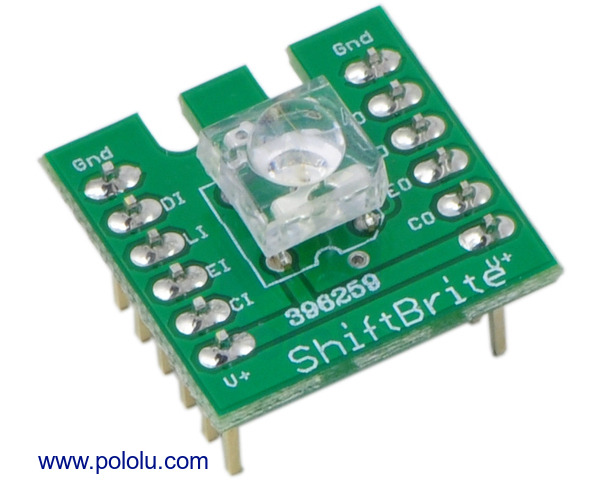 Gnd
DI
LI
EI
CI
V+
Gnd
O
O
EO
CO
V+
396259
ShiftBrite
www.pololu.com